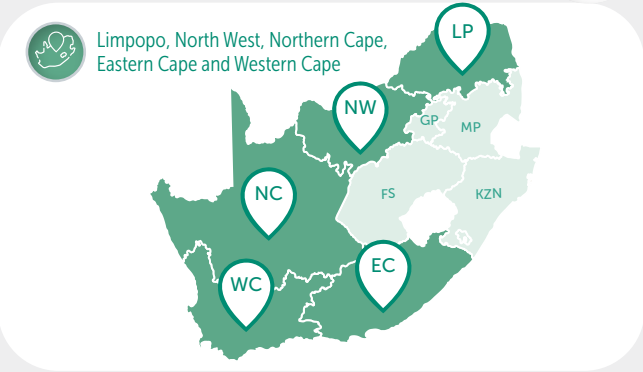 Limpopo, North West, Northern Cape,
Eastern Cape and Western Cape
LP
NW
GP
MP
NC
FS
KZN
EC
WC